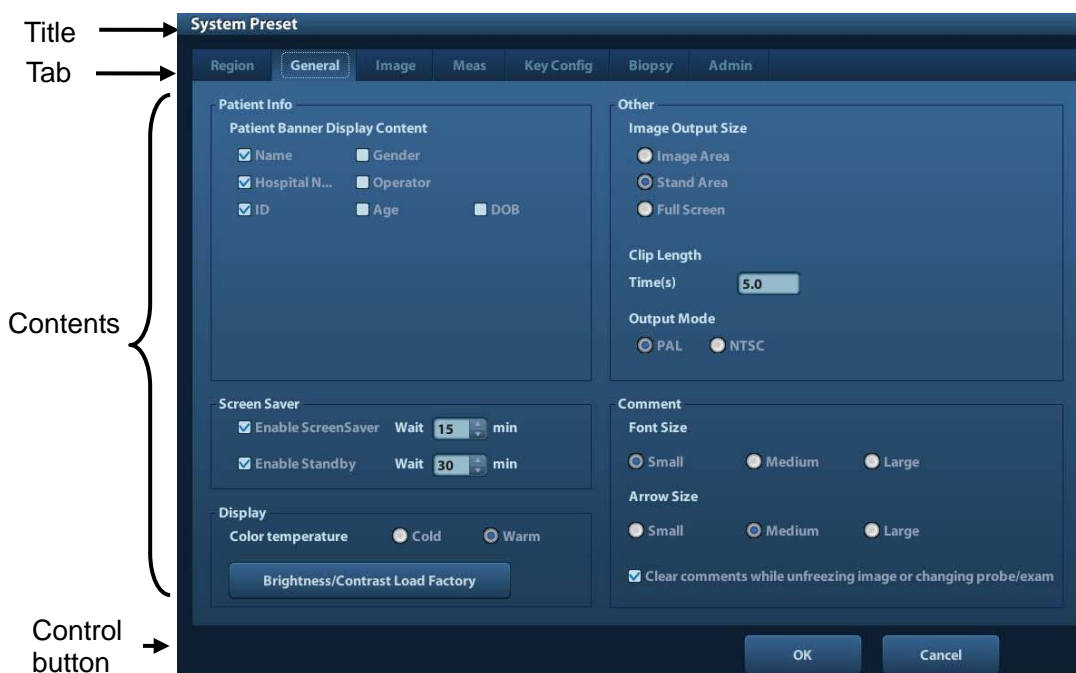 Title
System Preset
Tab
Region General Image Meas Key Config Biopsy Admin
Contents
Patient Info
Patient Banner Display Content
Name Gender
Hospital N... Operator
ID Age DOB
Other
Image Output Size
Image Area
Stand Area
Full Screen
Clip Length
Time(s) 5.0
Output Mode
PAL NTSC
Screen Saver
Enable ScreenSaver Wait 15 min
Enable Standby Wait 30 min
Display
Color temperature Cold Warm
Brightness/Contrast Load Factory
Comment
Font Size
Small Medium Large
Arrow Size
Small Medium Large
Clear comments while unfreezing image or changing probe/exam
Control
button
OK Cancel